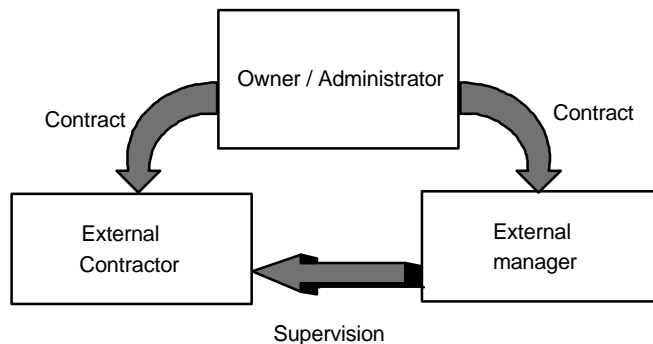 Owner / Administrator
Contract
Contract
External
Contractor
External
manager
Supervision